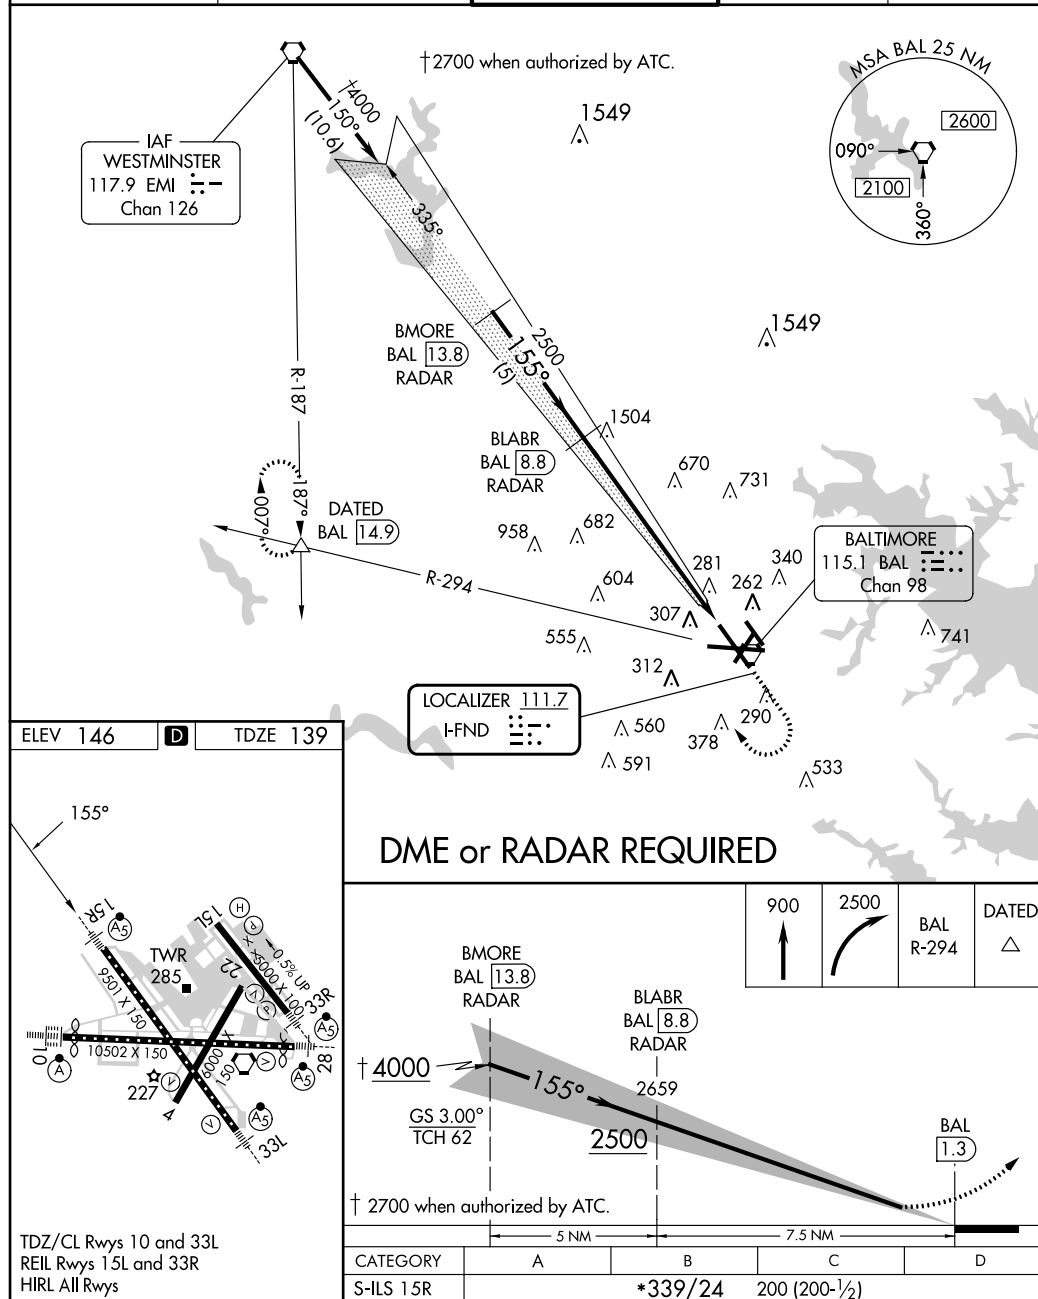 †2700 when authorized by ATC.
MSA BAL 25 NM
2600
090°
2100
360°
IAF
WESTMINSTER
117.9 EMI
Chan 126
†4000
150°
(10.6)
1549
335°
BMORE
BAL 13.8
RADAR
2500
155°
(5)
1549
R-187
1504
BLABR
BAL 8.8
RADAR
670
731
187°
007°
DATED
BAL 14.9
958
682
R-294
604
281
262
340
307
BALTIMORE
115.1 BAL
Chan 98
741
555
312
LOCALIZER 111.7
I-FND
560
591
378
290
533
ELEV 146
D
TDZE 139
155°
DME or RADAR REQUIRED
15R
A5
15L
H
P
TWR
285
22
←0.5% UP
X 5000 X 100
33R
9501 X 150
V
P
A5
10
10502 X 150
28
A
227
V
6000 X
150
V
A5
4
V
A5
33L
TDZ/CL Rwys 10 and 33L
REIL Rwys 15L and 33R
HIRL All Rwys
900
2500
BAL
R-294
DATED
BMORE
BAL 13.8
RADAR
BLABR
BAL 8.8
RADAR
†4000
155°
2659
GS 3.00°
TCH 62
2500
BAL
1.3
† 2700 when authorized by ATC.
5 NM
7.5 NM
CATEGORY A B C D
S-ILS 15R *339/24 200 (200-½)